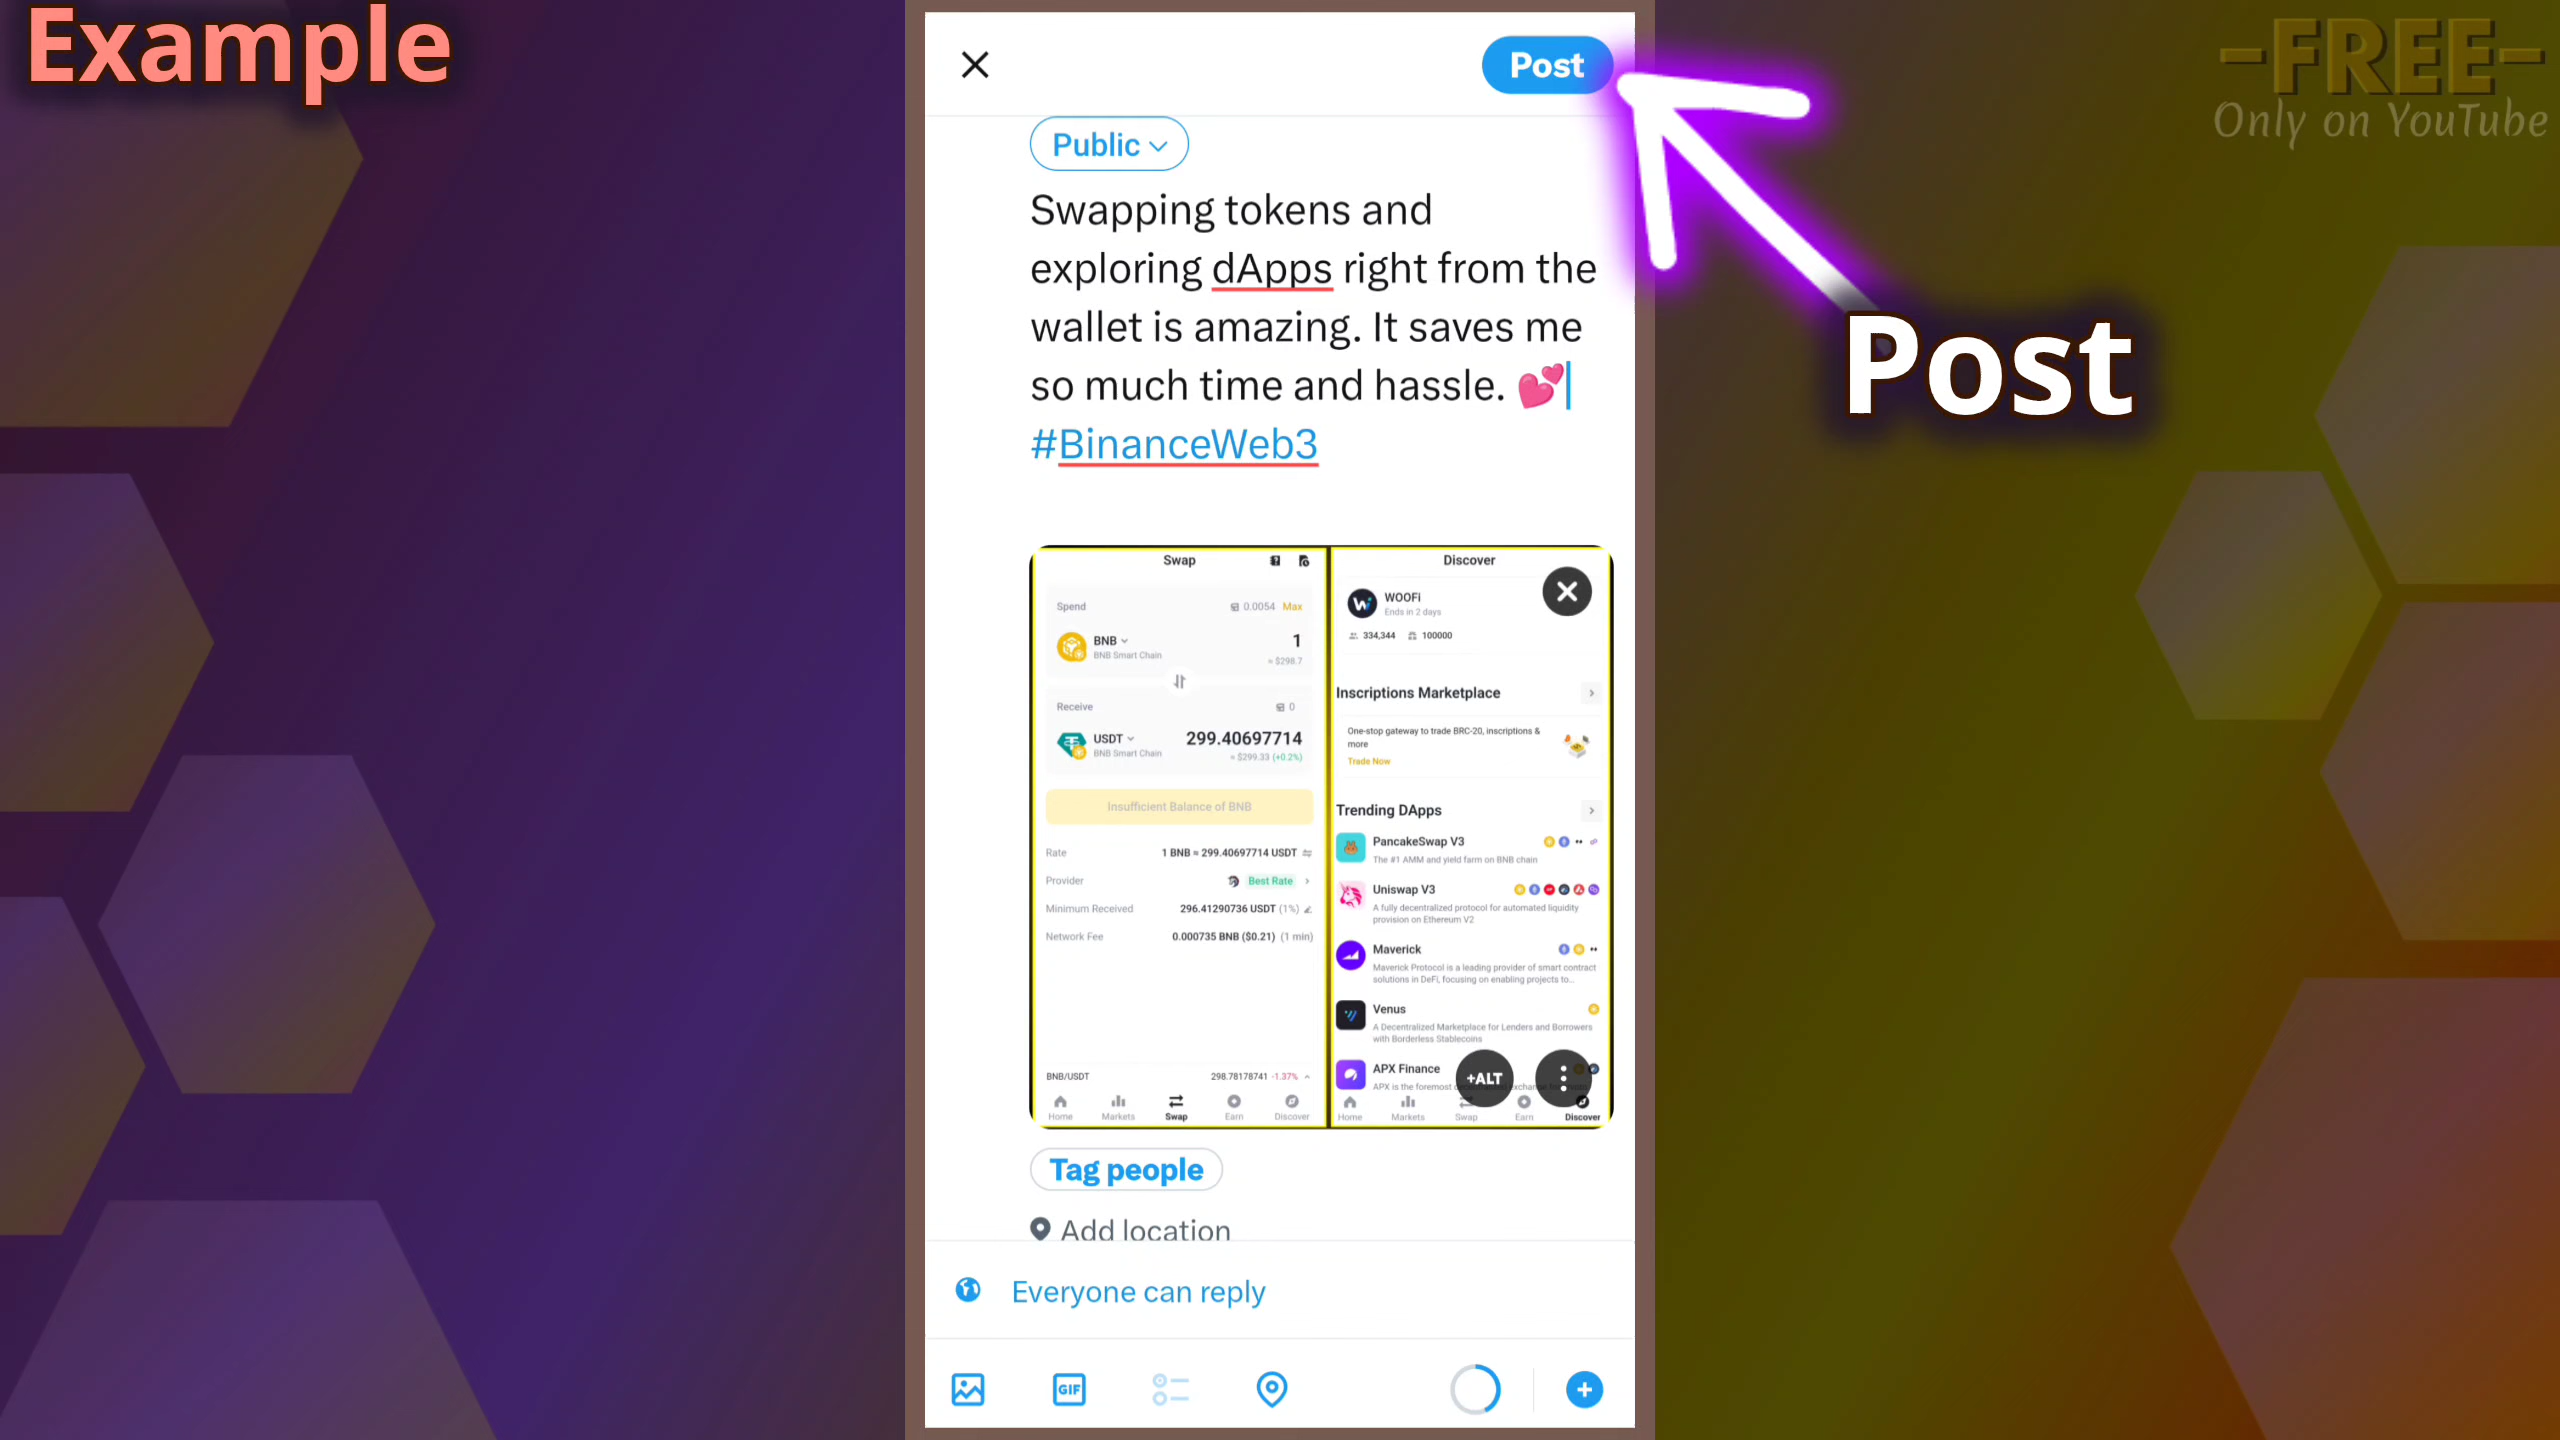 Example
-FREE-
Only on YouTube
Post
Post
Public
Swapping tokens and
exploring dApps right from the
wallet is amazing. It saves me
so much time and hassle. 💕
#BinanceWeb3
Swap
Spend
0.0054 Max
BNB
1
BNB Smart Chain
≈ $298.7
Receive
0
USDT
299.40697714
BNB Smart Chain
≈ $299.33 (+0.2%)
Insufficient Balance of BNB
Rate
1 BNB ≈ 299.40697714 USDT
Provider
Best Rate
Minimum Received
296.41290736 USDT (1%)
Network Fee
0.000735 BNB ($0.21) (1 min)
BNB/USDT
298.78178741 -1.37%
Home Markets Swap Earn Discover
Discover
WOOFi
Ends in 2 days
334,344 100000
Inscriptions Marketplace
One-stop gateway to trade BRC-20, inscriptions &
more
Trade Now
Trending DApps
PancakeSwap V3
The #1 AMM and yield farm on BNB chain
Uniswap V3
A fully decentralized protocol for automated liquidity
provision on Ethereum V2
Maverick
Maverick Protocol is a leading provider of smart contract
solutions in DeFi, focusing on enabling projects to...
Venus
A Decentralized Marketplace for Lenders and Borrowers
with Borderless Stablecoins
APX Finance
APX is the foremost
+ALT
Home Markets Swap Earn Discover
Tag people
Add location
Everyone can reply
GIF